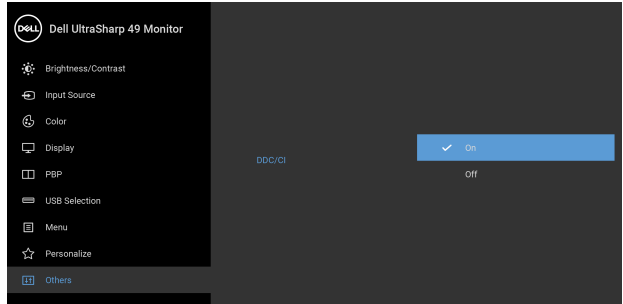 DELL Dell UltraSharp 49 Monitor
Brightness/Contrast
Input Source
Color
Display
PBP
USB Selection
Menu
Personalize
Others
DDC/CI
On
Off